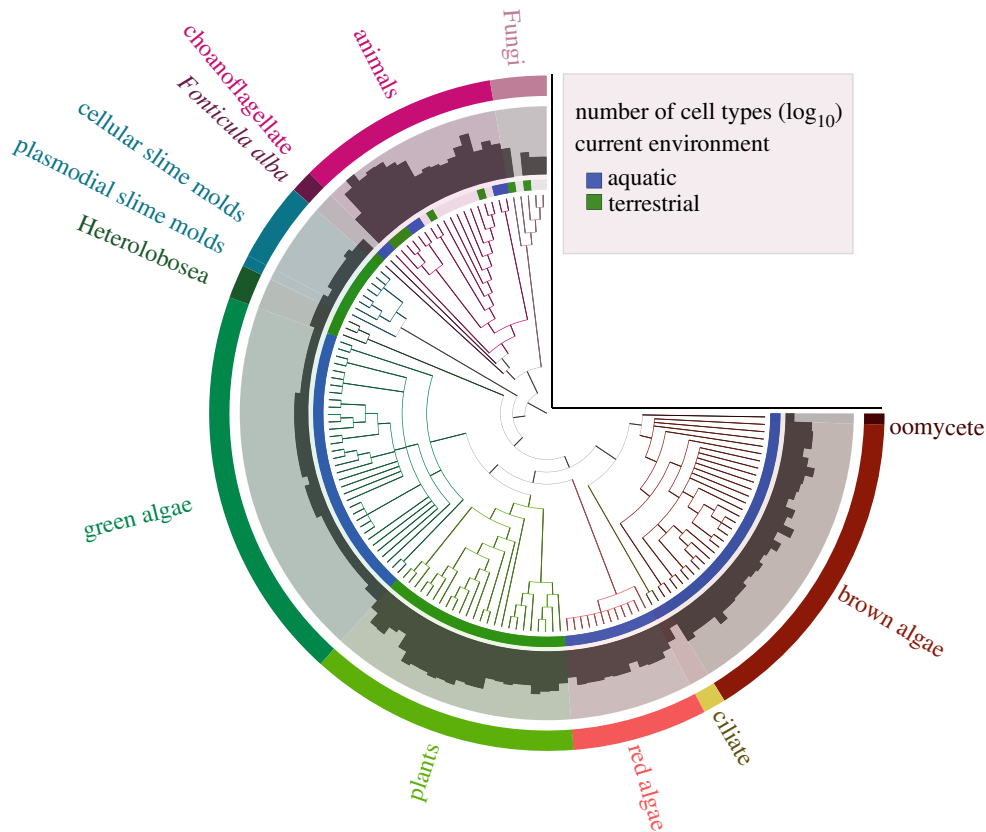 Fungi
animals
choanoflagellate
Fonticula alba
cellular slime molds
plasmodial slime molds
Heterolobosea
green algae
plants
red algae
ciliate
brown algae
oomycete
number of cell types (log10)
current environment
aquatic
terrestrial